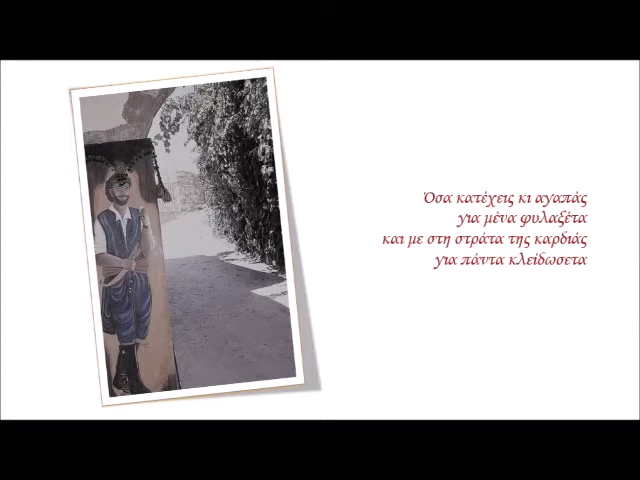 Όσα κατέχεις κι αγαπάς
για μένα φυλαξέτα
και με στη στράτα της καρδιάς
για πάντα κλείδωσετα